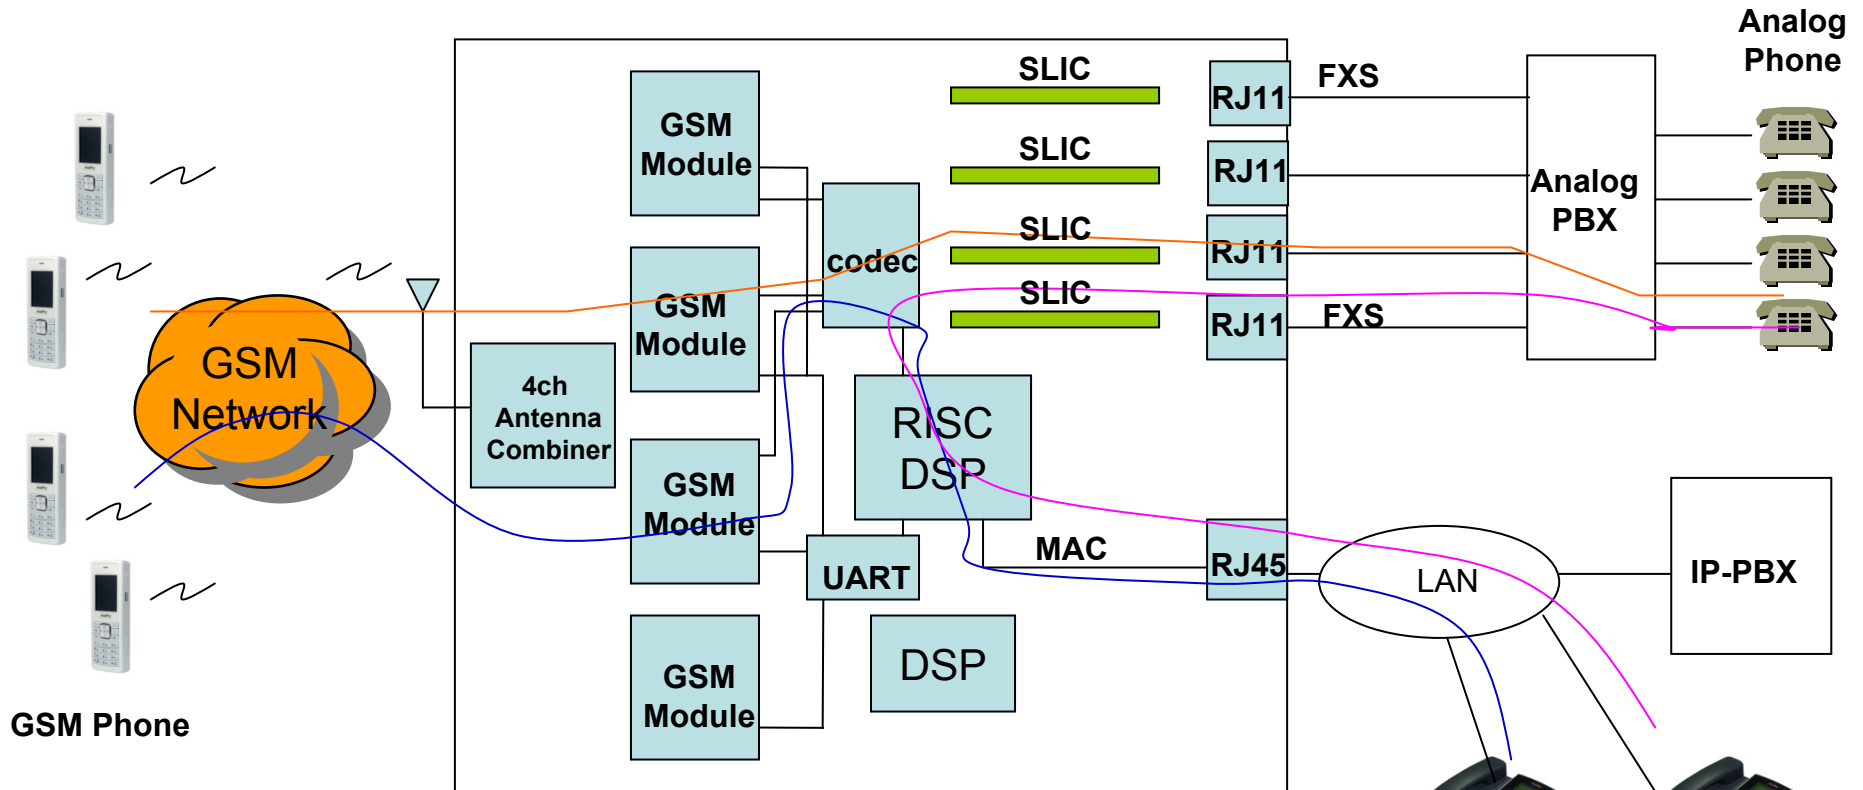 Analog
Phone
SLIC
RJ11
FXS
GSM
Module
SLIC
RJ11
Analog
PBX
SLIC
RJ11
codec
SLIC
RJ11
FXS
GSM
Module
GSM
Network
4ch
Antenna
Combiner
RISC
DSP
GSM
Module
MAC
RJ45
UART
LAN
IP-PBX
DSP
GSM
Module
GSM Phone